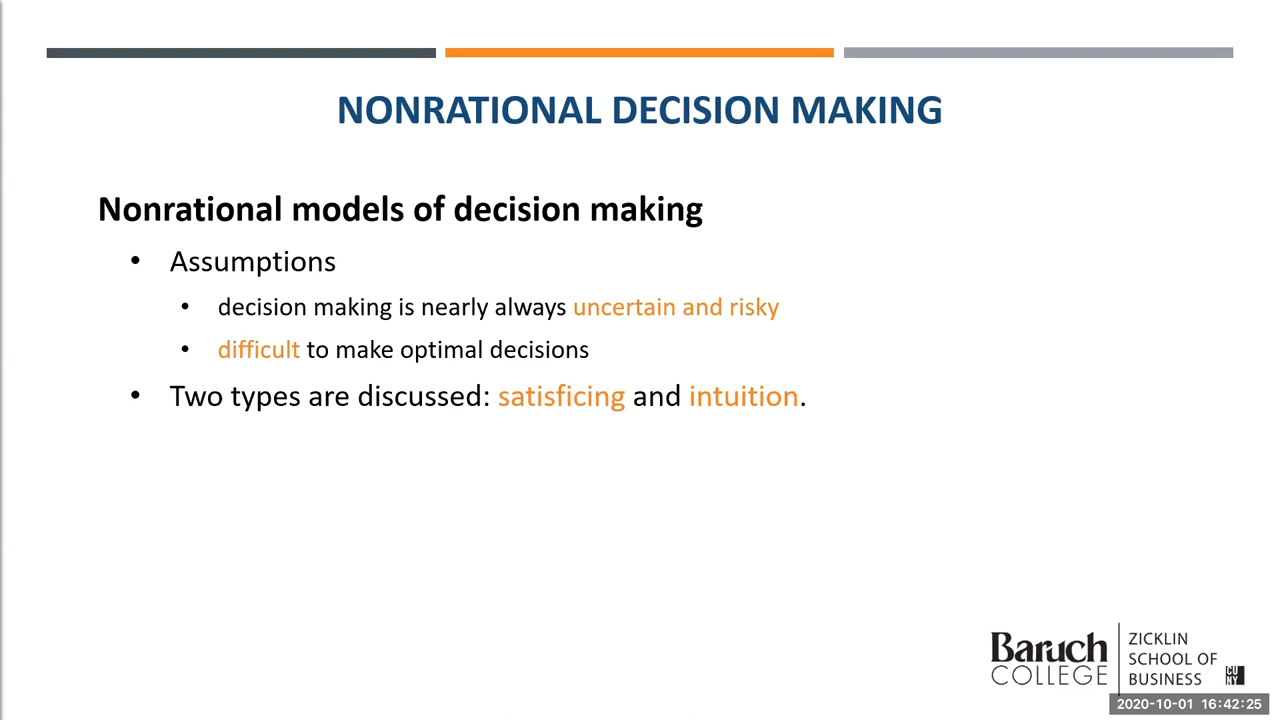 NONRATIONAL DECISION MAKING
Nonrational models of decision making
• Assumptions
• decision making is nearly always uncertain and risky
• difficult to make optimal decisions
• Two types are discussed: satisficing and intuition.
Baruch
COLLEGE
ZICKLIN
SCHOOL OF
BUSINESS
CU
NY
2020-10-01 16:42:25